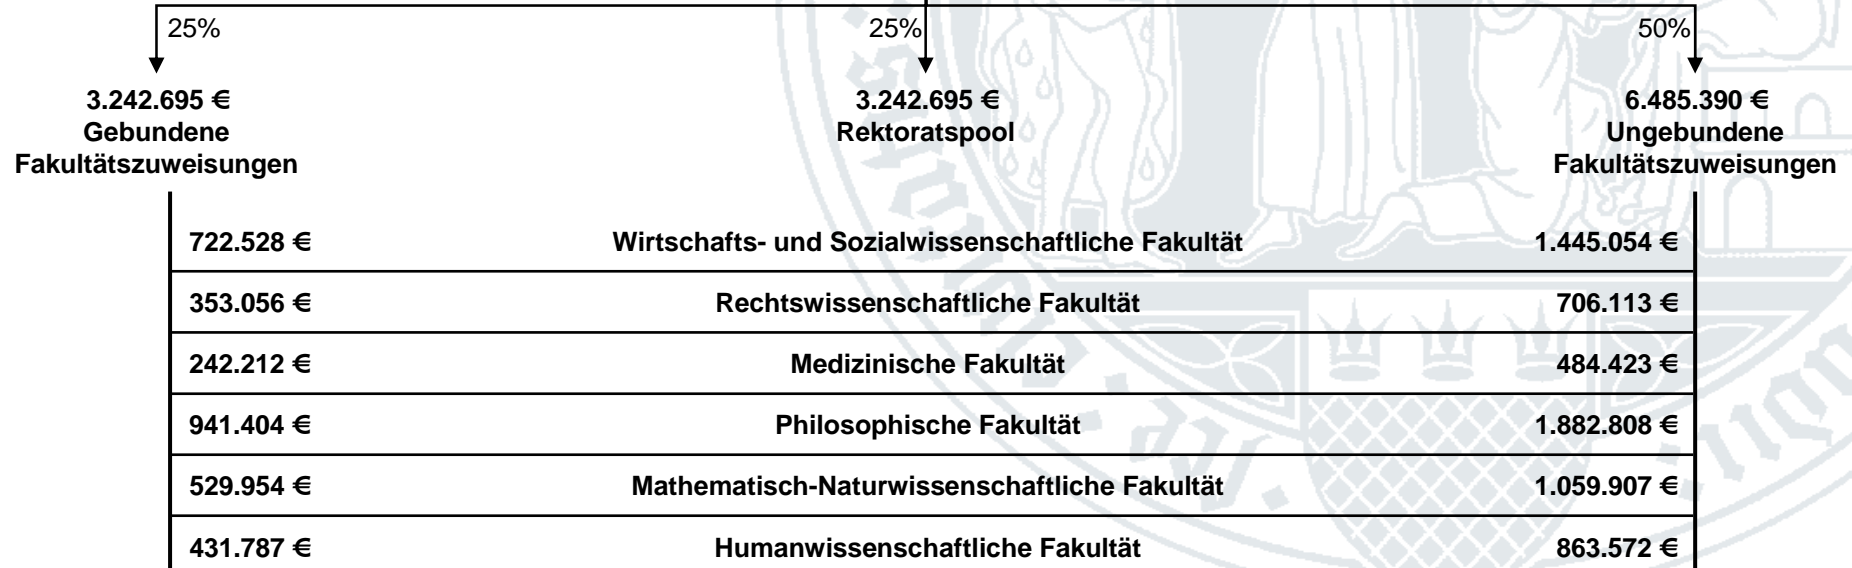 25%
25%
50%
3.242.695 €
Gebundene
Fakultätszuweisungen
3.242.695 €
Rektoratspool
6.485.390 €
Ungebundene
Fakultätszuweisungen
722.528 € Wirtschafts- und Sozialwissenschaftliche Fakultät 1.445.054 €
353.056 € Rechtswissenschaftliche Fakultät 706.113 €
242.212 € Medizinische Fakultät 484.423 €
941.404 € Philosophische Fakultät 1.882.808 €
529.954 € Mathematisch-Naturwissenschaftliche Fakultät 1.059.907 €
431.787 € Humanwissenschaftliche Fakultät 863.572 €